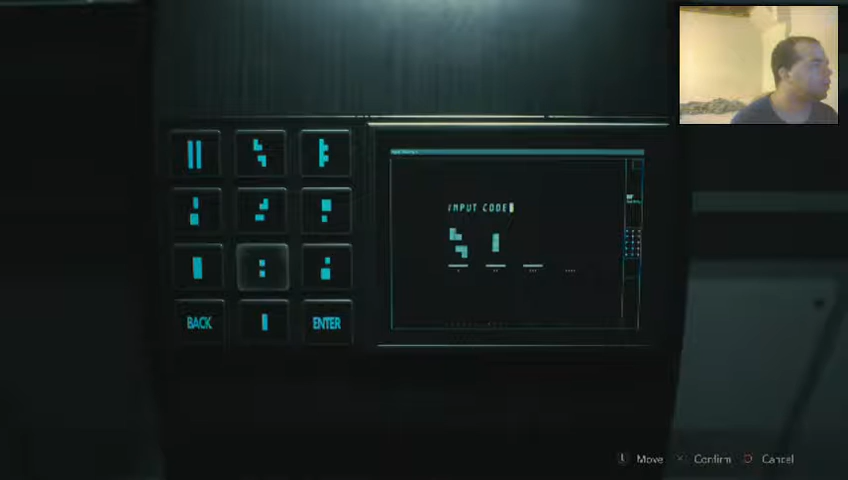 INPUT CODE
BACK
ENTER
Move
Confirm
Cancel